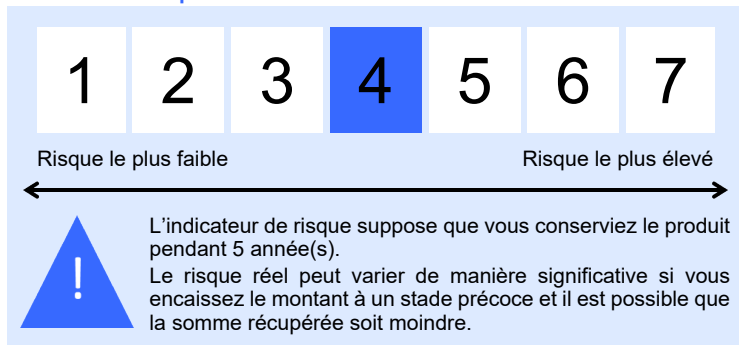 1 2 3 4 5 6 7
Risque le plus faible Risque le plus élevé
L'indicateur de risque suppose que vous conserviez le produit
pendant 5 année(s).
Le risque réel peut varier de manière significative si vous
encaissez le montant à un stade précoce et il est possible que
la somme récupérée soit moindre.
!